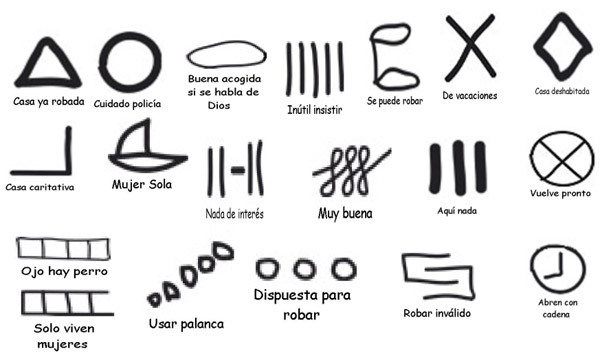 Casa ya robada
Cuidado policía
Buena acogida
si se habla de
Dios
Inútil insistir
Se puede robar
De vacaciones
Casa deshabitada
Casa caritativa
Mujer Sola
Nada de interés
Muy buena
Aquí nada
Vuelve pronto
Ojo hay perro
Solo viven
mujeres
Usar palanca
Dispuesta para
robar
Robar inválido
Abren con
cadena